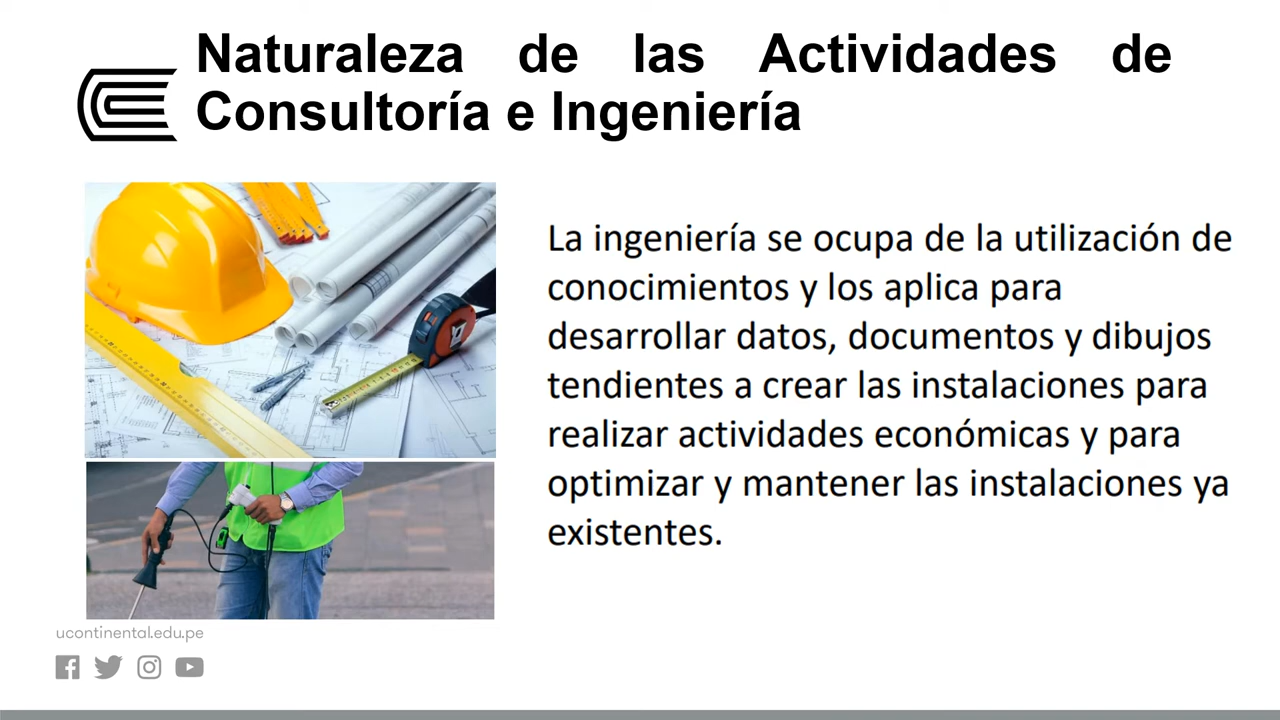 Naturaleza de las Actividades de
Consultoría e Ingeniería
La ingeniería se ocupa de la utilización de
conocimientos y los aplica para
desarrollar datos, documentos y dibujos
tendientes a crear las instalaciones para
realizar actividades económicas y para
optimizar y mantener las instalaciones ya
existentes.
ucontinental.edu.pe